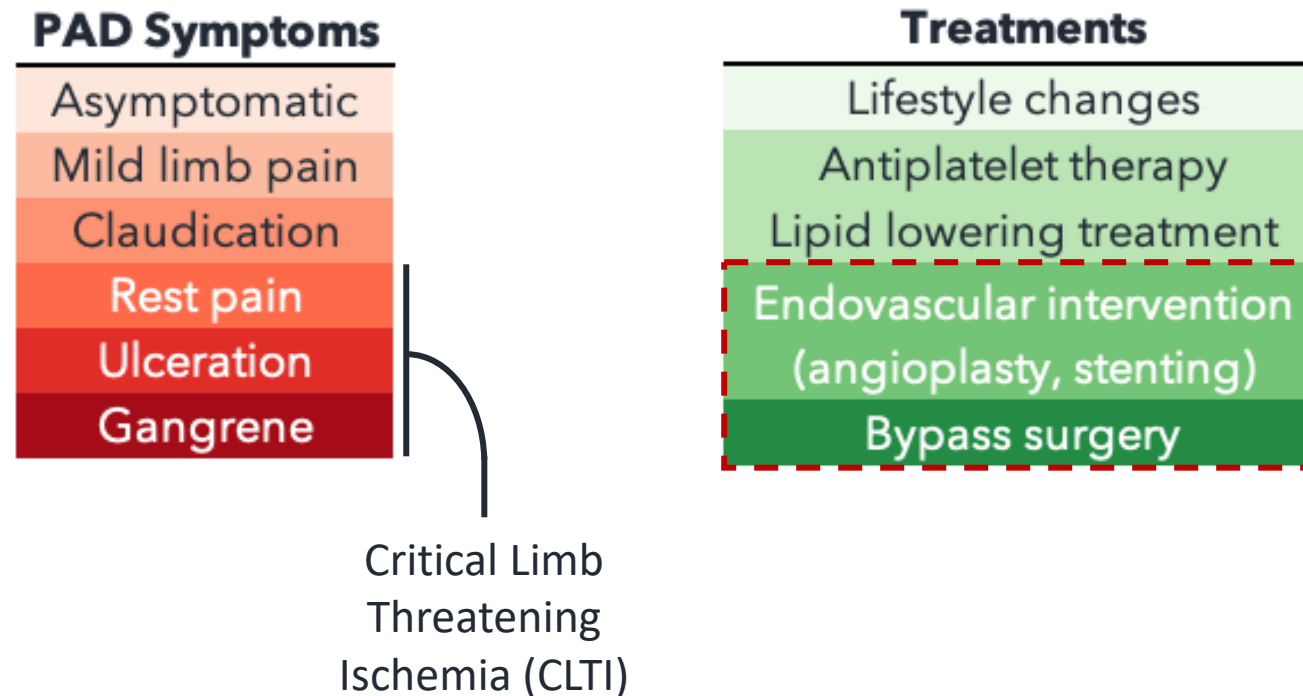 PAD Symptoms
Asymptomatic
Mild limb pain
Claudication
Rest pain
Ulceration
Gangrene
Critical Limb
Threatening
Ischemia (CLTI)
Treatments
Lifestyle changes
Antiplatelet therapy
Lipid lowering treatment
Endovascular intervention
(angioplasty, stenting)
Bypass surgery